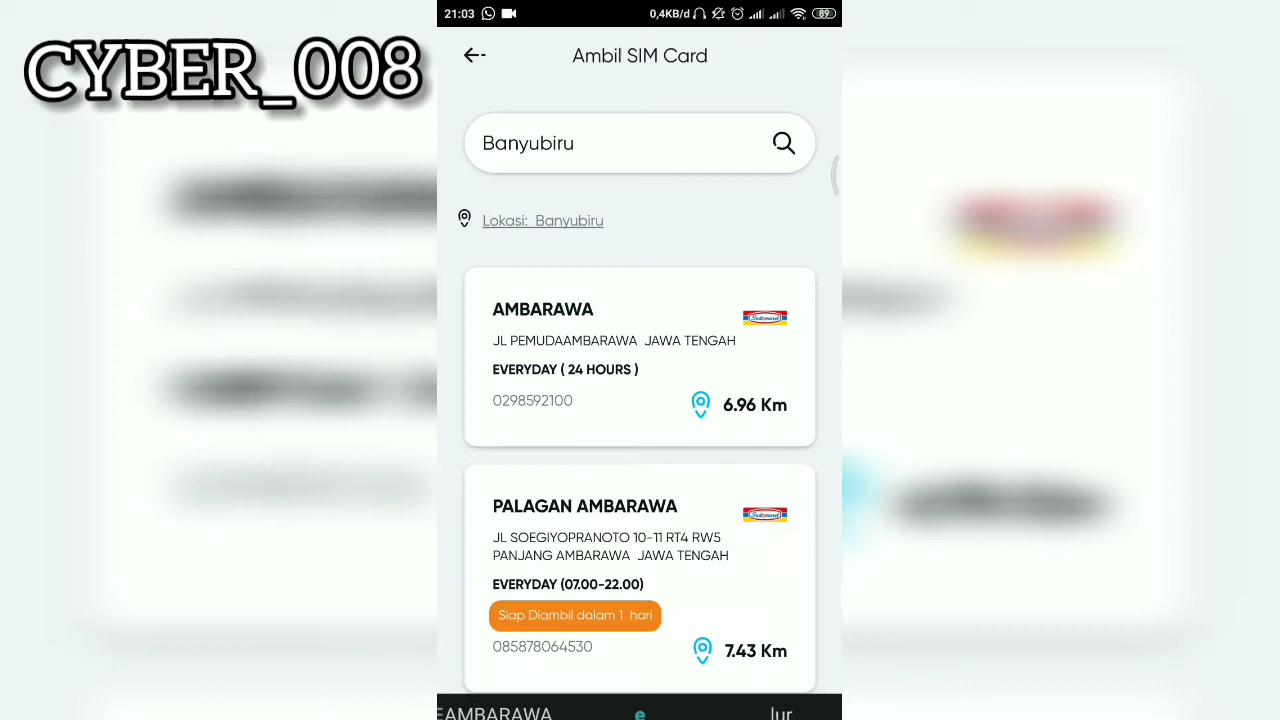 CYBER_008
21:03
0,4KB/d
89
Ambil SIM Card
Banyubiru
Lokasi: Banyubiru
AMBARAWA
Indomaret
JL PEMUDAAMBARAWA JAWA TENGAH
EVERYDAY ( 24 HOURS )
0298592100
6.96 Km
PALAGAN AMBARAWA
Indomaret
JL SOEGIYOPRANOTO 10-11 RT4 RW5
PANJANG AMBARAWA JAWA TENGAH
EVERYDAY (07.00-22.00)
Siap Diambil dalam 1 hari
085878064530
7.43 Km
EAMBARAWA